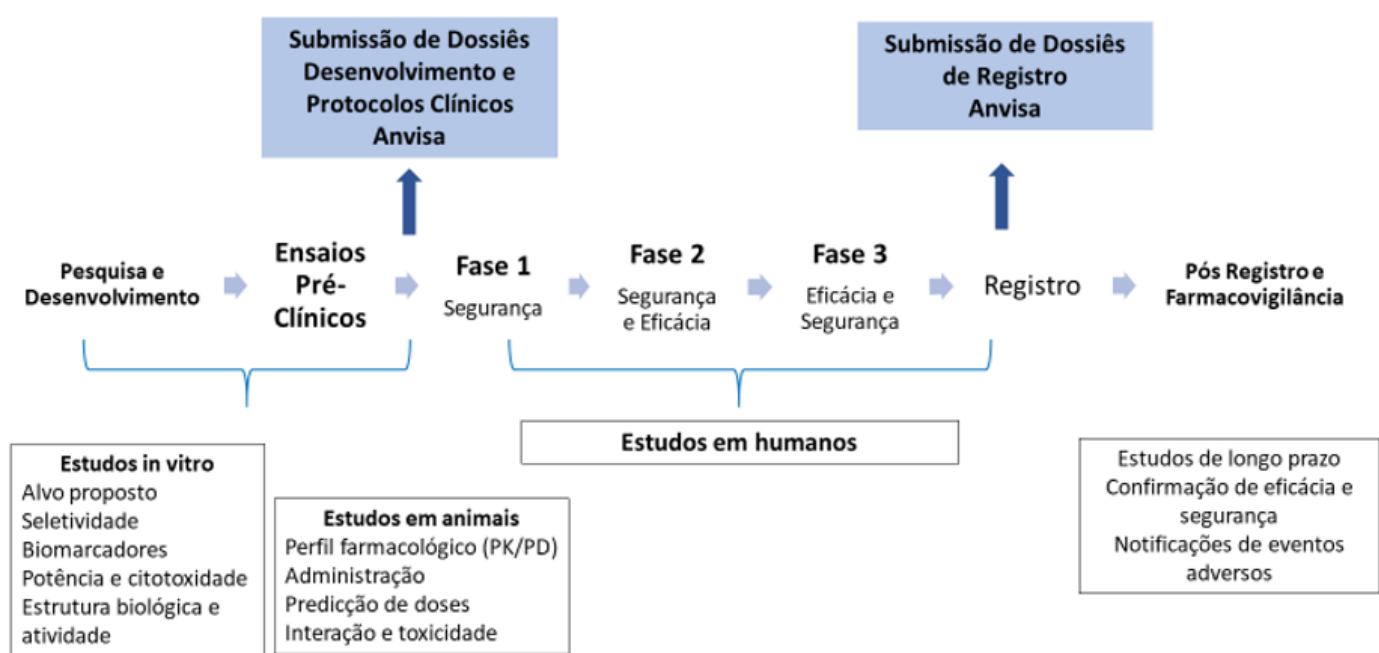 Submissão de Dossiês
Desenvolvimento e
Protocolos Clínicos
Anvisa
Submissão de Dossiês
de Registro
Anvisa
Pesquisa e
Desenvolvimento
Ensaios
Pré-
Clínicos
Fase 1
Segurança
Fase 2
Segurança
e Eficácia
Fase 3
Eficácia e
Segurança
Registro
Pós Registro e
Farmacovigilância
Estudos in vitro
Alvo proposto
Seletividade
Biomarcadores
Potência e citotoxidade
Estrutura biológica e
atividade
Estudos em animais
Perfil farmacológico (PK/PD)
Administração
Predicção de doses
Interação e toxicidade
Estudos em humanos
Estudos de longo prazo
Confirmação de eficácia e
segurança
Notificações de eventos
adversos